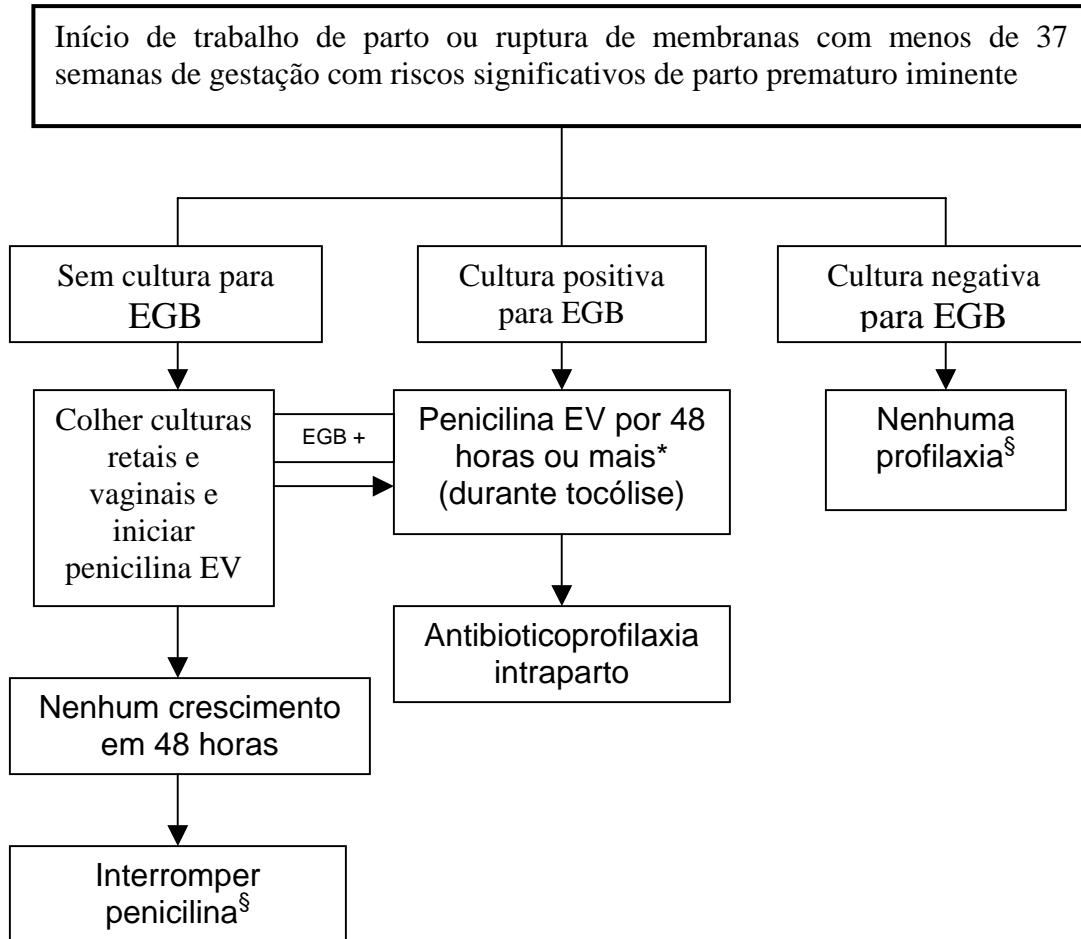 Início de trabalho de parto ou ruptura de membranas com menos de 37
semanas de gestação com riscos significativos de parto prematuro iminente
Sem cultura para
EGB
Cultura positiva
para EGB
Cultura negativa
para EGB
Colher culturas
retais e
vaginais e
iniciar
penicilina EV
EGB +
Penicilina EV por 48
horas ou mais*
(durante tocólise)
Nenhuma
profilaxia§
Antibioticoprofilaxia
intraparto
Nenhum crescimento
em 48 horas
Interromper
penicilina§